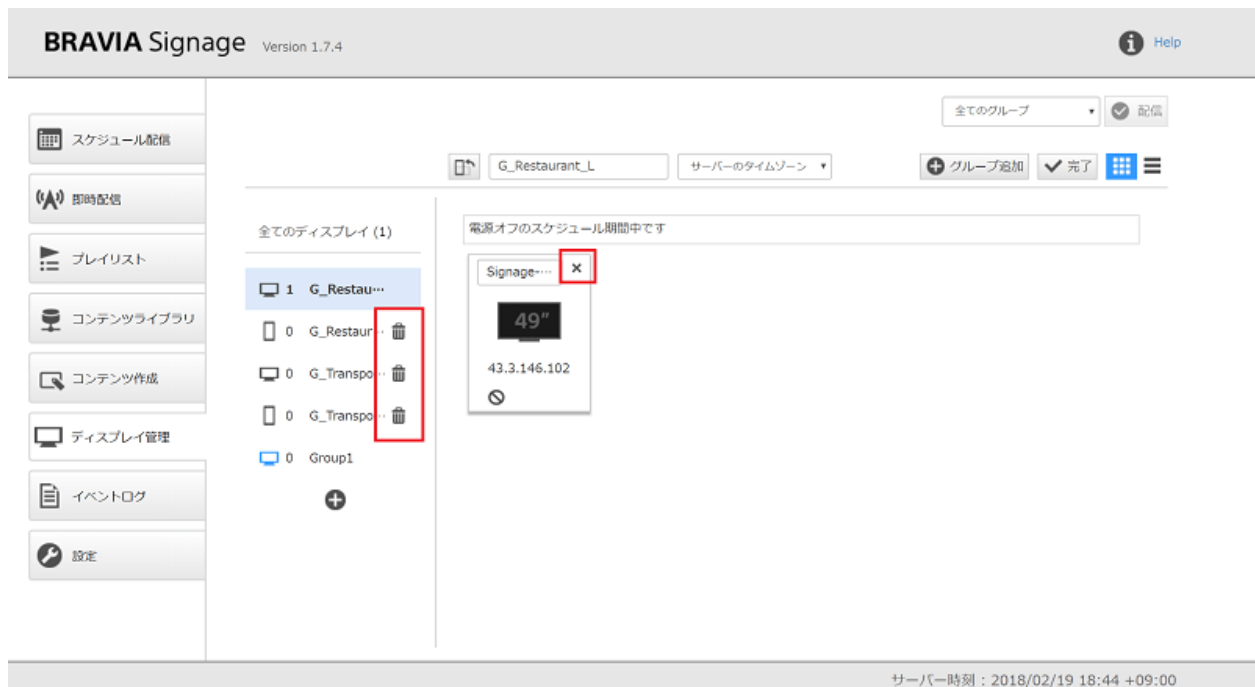 BRAVIA Signage Version 1.7.4
Help
全てのグループ
配信
G_Restaurant_L
サーバーのタイムゾーン
グループ追加
完了
スケジュール配信
即時配信
プレイリスト
コンテンツライブラリ
コンテンツ作成
ディスプレイ管理
イベントログ
設定
全てのディスプレイ (1)
1 G_Restau…
0 G_Restaur…
0 G_Transpo…
0 G_Transpo…
0 Group1
電源オフのスケジュール期間中です
Signage-…
49"
43.3.146.102
サーバー時刻 : 2018/02/19 18:44 +09:00